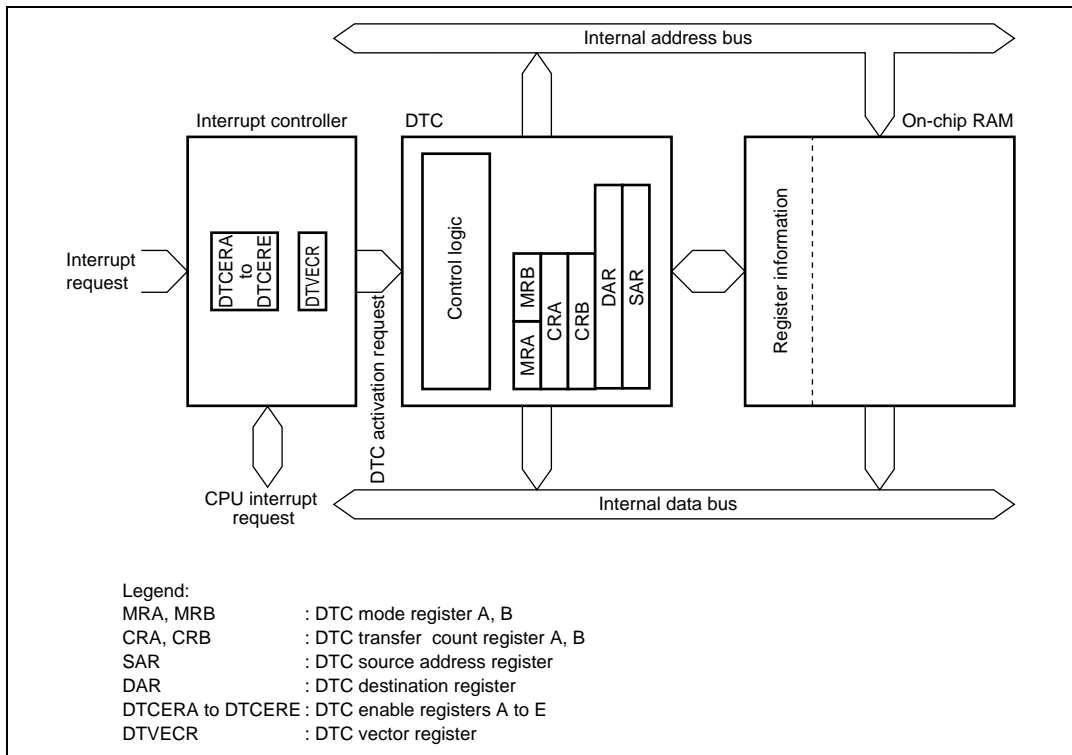 Internal address bus
Interrupt controller
DTC
On-chip RAM
Interrupt
request
DTCERA
to
DTCERE
DTVECR
DTC activation request
Control logic
MRA
MRB
CRA
CRB
DAR
SAR
Register information
CPU interrupt
request
Internal data bus
Legend:
MRA, MRB : DTC mode register A, B
CRA, CRB : DTC transfer count register A, B
SAR : DTC source address register
DAR : DTC destination register
DTCERA to DTCERE : DTC enable registers A to E
DTVECR : DTC vector register